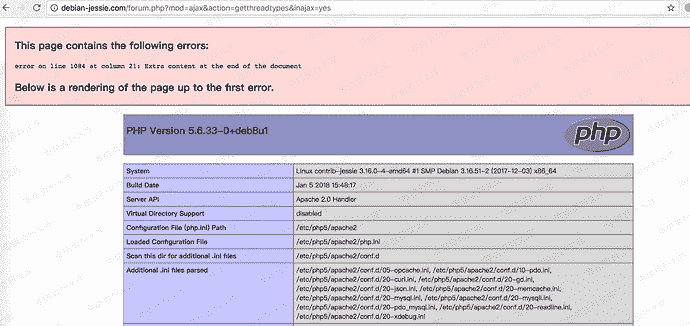 debian-jessie.com/forum.php?mod=ajax&action=getthreadtypes&inajax=yes
This page contains the following errors:
error on line 1084 at column 21: Extra content at the end of the document
Below is a rendering of the page up to the first error.
PHP Version 5.6.33-0+deb8u1
php
System Linux contrib-jessie 3.16.0-4-amd64 #1 SMP Debian 3.16.51-2 (2017-12-03) x86_64
Build Date Jan 5 2018 15:48:17
Server API Apache 2.0 Handler
Virtual Directory Support disabled
Configuration File (php.ini) Path /etc/php5/apache2
Loaded Configuration File /etc/php5/apache2/php.ini
Scan this dir for additional .ini files /etc/php5/apache2/conf.d
Additional .ini files parsed /etc/php5/apache2/conf.d/05-opcache.ini, /etc/php5/apache2/conf.d/10-pdo.ini,
/etc/php5/apache2/conf.d/20-curl.ini, /etc/php5/apache2/conf.d/20-gd.ini,
/etc/php5/apache2/conf.d/20-json.ini, /etc/php5/apache2/conf.d/20-memcache.ini,
/etc/php5/apache2/conf.d/20-mysql.ini, /etc/php5/apache2/conf.d/20-mysqli.ini,
/etc/php5/apache2/conf.d/20-pdo_mysql.ini, /etc/php5/apache2/conf.d/20-readline.ini,
/etc/php5/apache2/conf.d/20-xdebug.ini